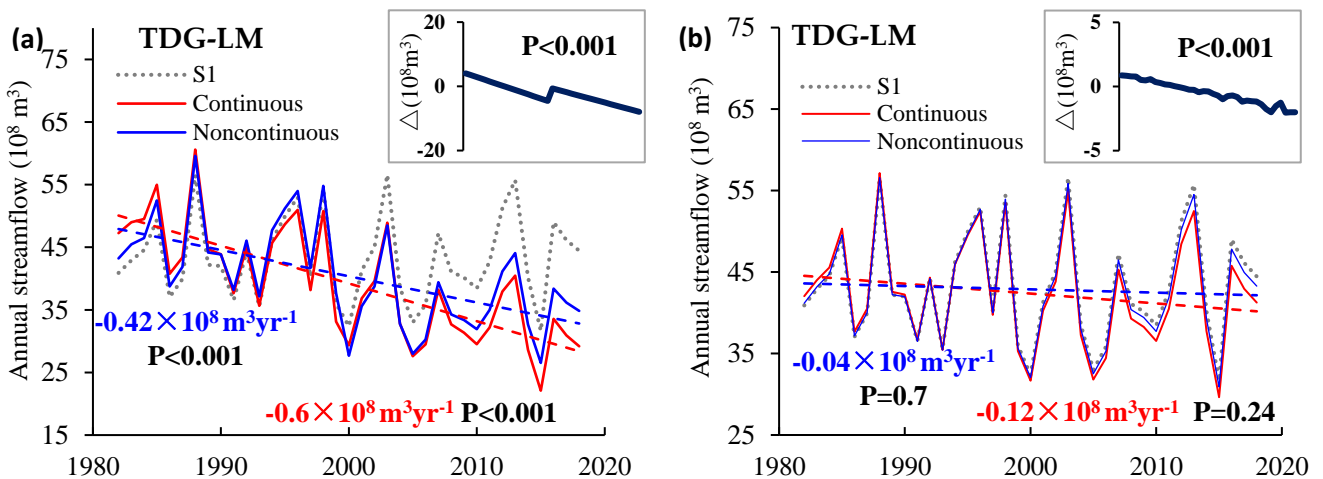 (a)
TDG-LM
S1
Continuous
Noncontinuous
Annual streamflow (10⁸ m³)
75
65
55
45
35
25
15
1980
1990
2000
2010
2020
-0.42×10⁸ m³yr⁻¹
P<0.001
-0.6×10⁸ m³yr⁻¹ P<0.001
△(10⁸m³)
20
0
-20
P<0.001
(b)
TDG-LM
S1
Continuous
Noncontinuous
Annual streamflow (10⁸ m³)
75
65
55
45
35
25
1980
1990
2000
2010
2020
-0.04×10⁸ m³yr⁻¹
P=0.7
-0.12×10⁸ m³yr⁻¹ P=0.24
△(10⁸m³)
5
0
-5
P<0.001